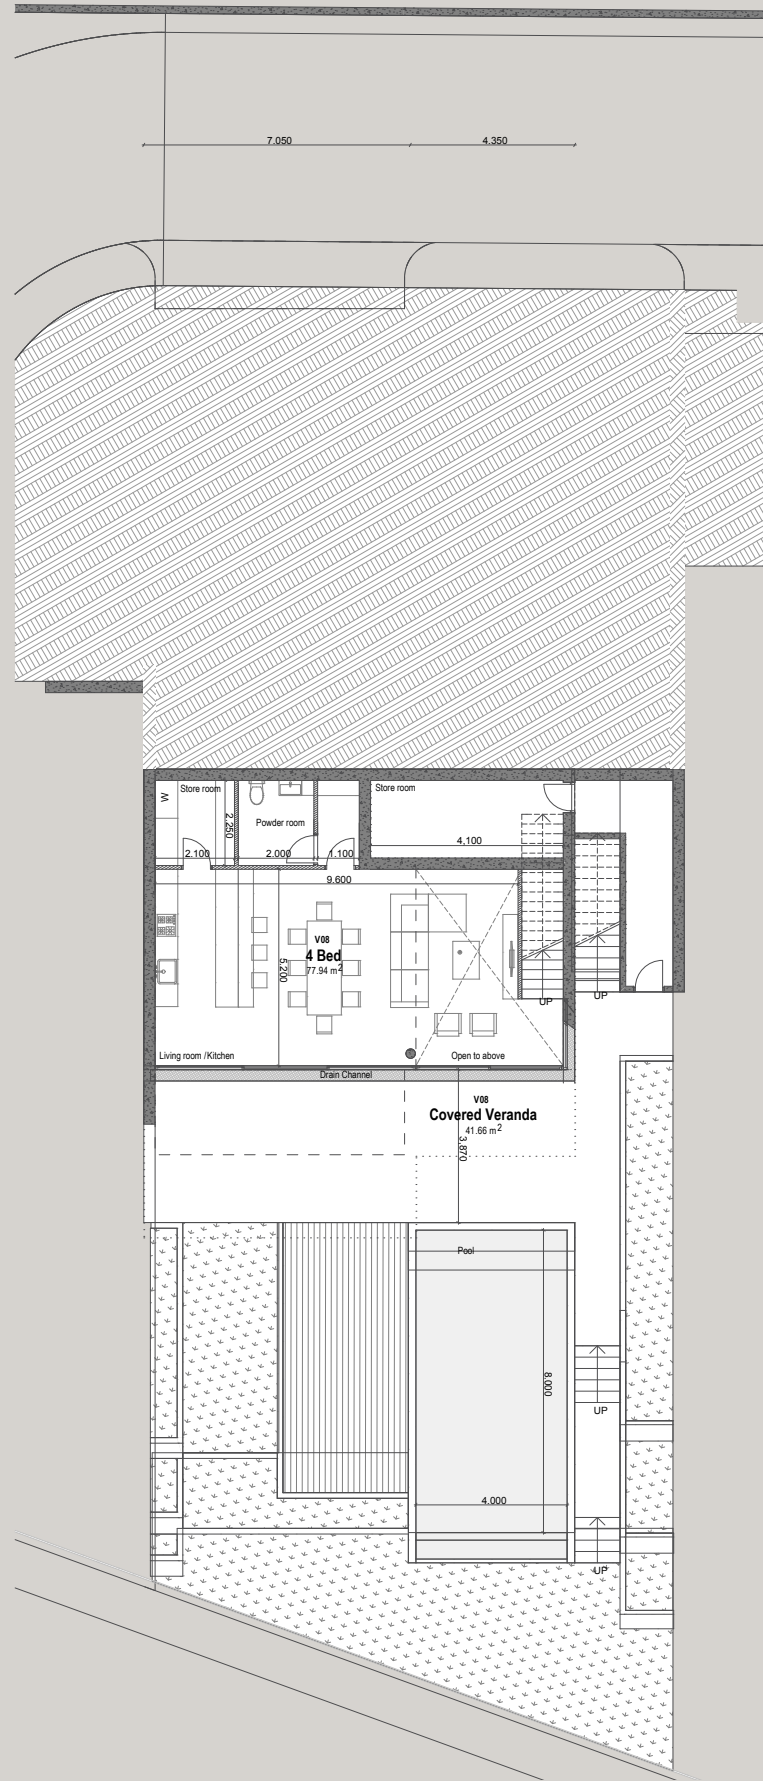 7.050
4.350
W
Store room
Powder room
Store room
2.250
2.100
2.000
1.100
4,100
9.600
V08
4 Bed
77.94 m2
5.200
UP
UP
Living room /Kitchen
Open to above
Drain Channel
V08
Covered Veranda
41.66 m2
3.870
Pool
8.000
UP
4.000
UP